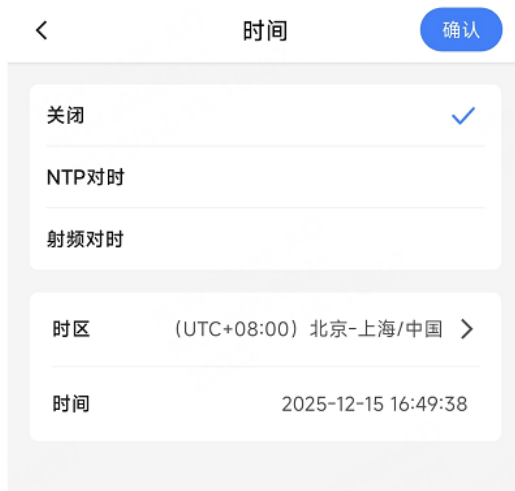 时间 确认
关闭
NTP对时
射频对时
时区 (UTC+08:00) 北京-上海/中国
时间 2025-12-15 16:49:38